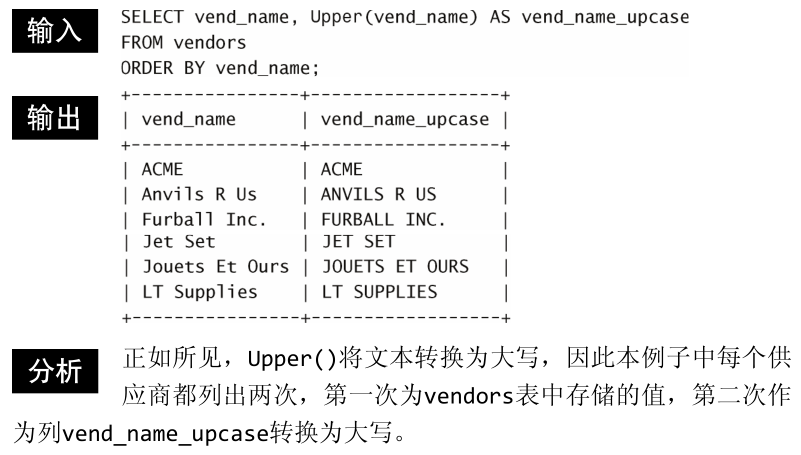 输入
SELECT vend_name, Upper(vend_name) AS vend_name_upcase
FROM vendors
ORDER BY vend_name;
输出
+----------------+------------------+
| vend_name      | vend_name_upcase |
+----------------+------------------+
| ACME           | ACME             |
| Anvils R Us    | ANVILS R US      |
| Furball Inc.   | FURBALL INC.     |
| Jet Set        | JET SET          |
| Jouets Et Ours | JOUETS ET OURS   |
| LT Supplies    | LT SUPPLIES      |
+----------------+------------------+
分析
正如所见，Upper()将文本转换为大写，因此本例子中每个供
应商都列出两次，第一次为vendors表中存储的值，第二次作
为列vend_name_upcase转换为大写。